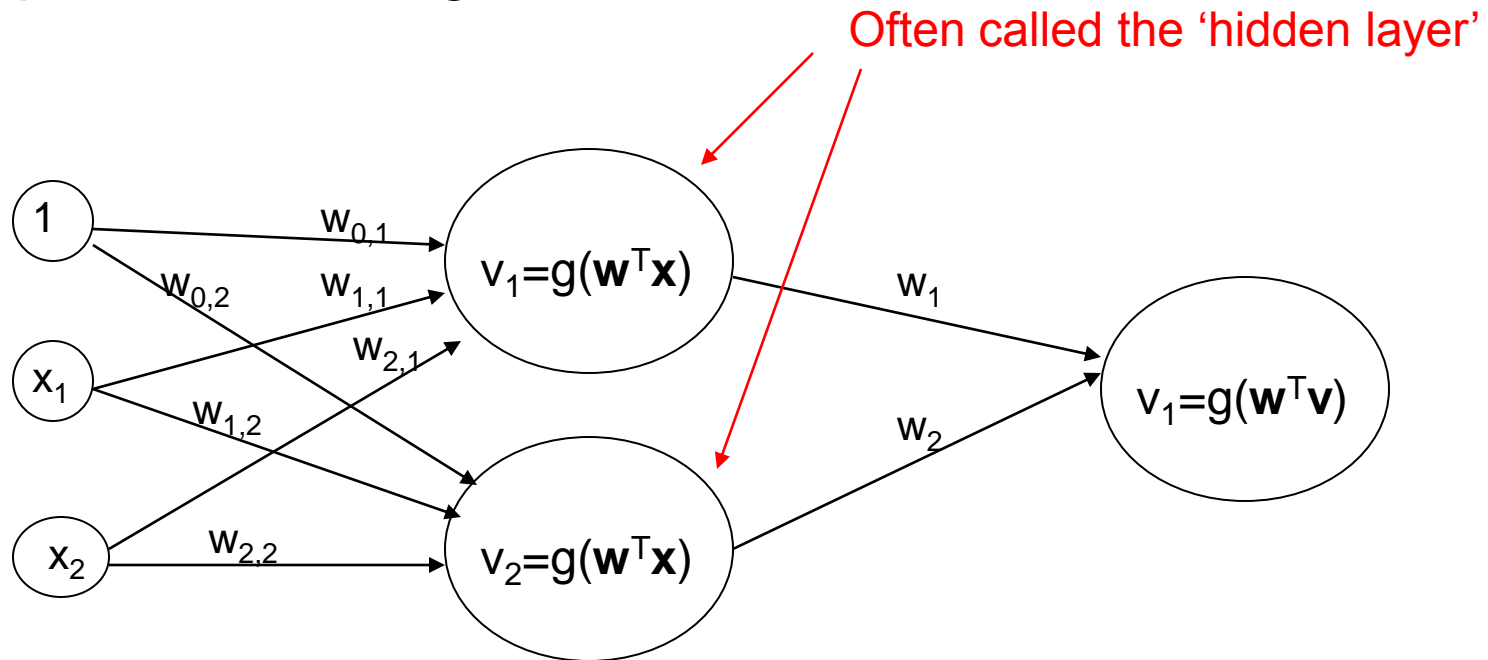 Often called the ‘hidden layer’
1
w0,1
v1=g(wTx)
w0,2
w1,1
w1
x1
w2,1
v1=g(wTv)
w1,2
w2
x2
w2,2
v2=g(wTx)